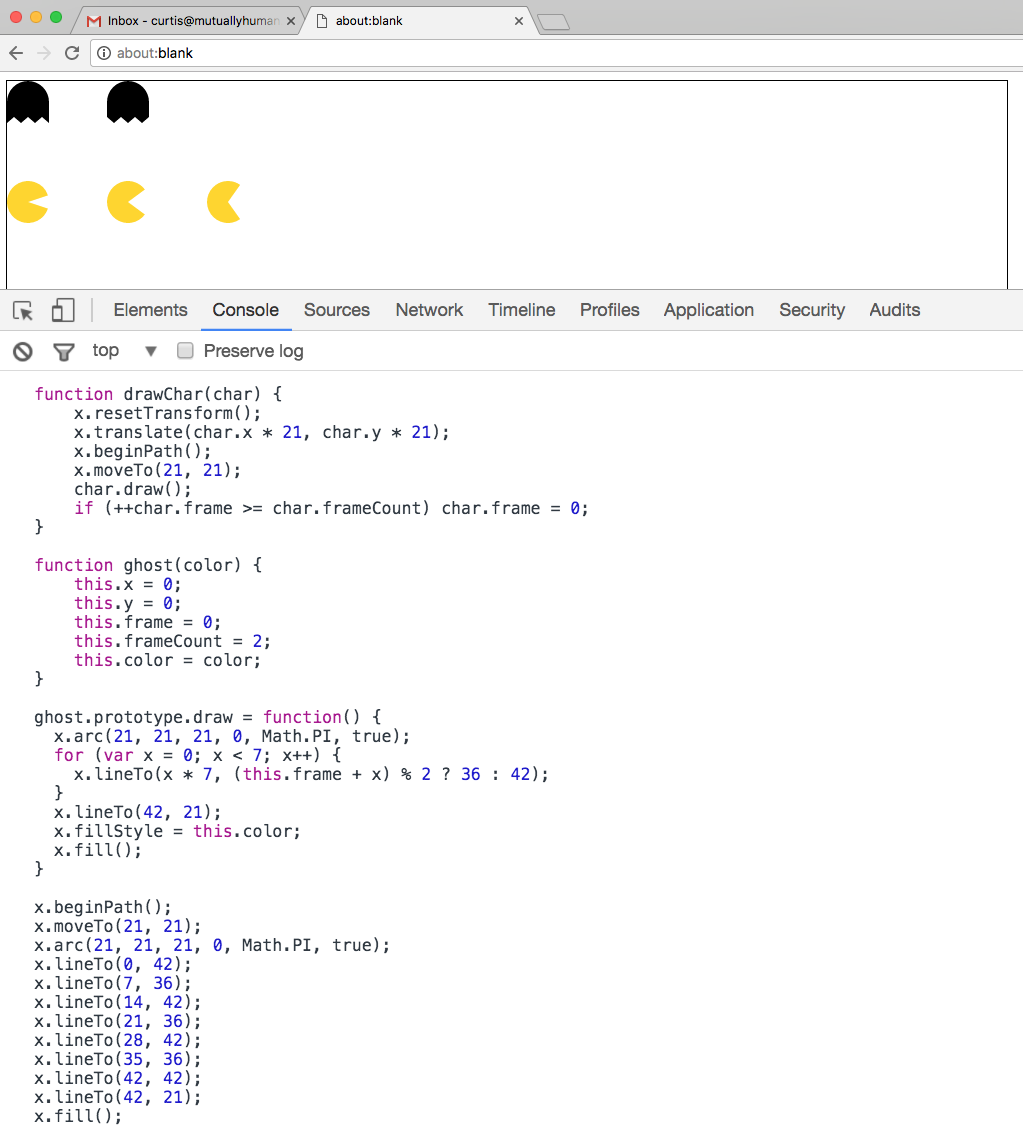 Inbox - curtis@mutuallyhuman
about:blank
about:blank
Elements Console Sources Network Timeline Profiles Application Security Audits
top Preserve log
function drawChar(char) {
    x.resetTransform();
    x.translate(char.x * 21, char.y * 21);
    x.beginPath();
    x.moveTo(21, 21);
    char.draw();
    if (++char.frame >= char.frameCount) char.frame = 0;
}
function ghost(color) {
    this.x = 0;
    this.y = 0;
    this.frame = 0;
    this.frameCount = 2;
    this.color = color;
}
ghost.prototype.draw = function() {
  x.arc(21, 21, 21, 0, Math.PI, true);
  for (var x = 0; x < 7; x++) {
    x.lineTo(x * 7, (this.frame + x) % 2 ? 36 : 42);
  }
  x.lineTo(42, 21);
  x.fillStyle = this.color;
  x.fill();
}
x.beginPath();
x.moveTo(21, 21);
x.arc(21, 21, 21, 0, Math.PI, true);
x.lineTo(0, 42);
x.lineTo(7, 36);
x.lineTo(14, 42);
x.lineTo(21, 36);
x.lineTo(28, 42);
x.lineTo(35, 36);
x.lineTo(42, 42);
x.lineTo(42, 21);
x.fill();